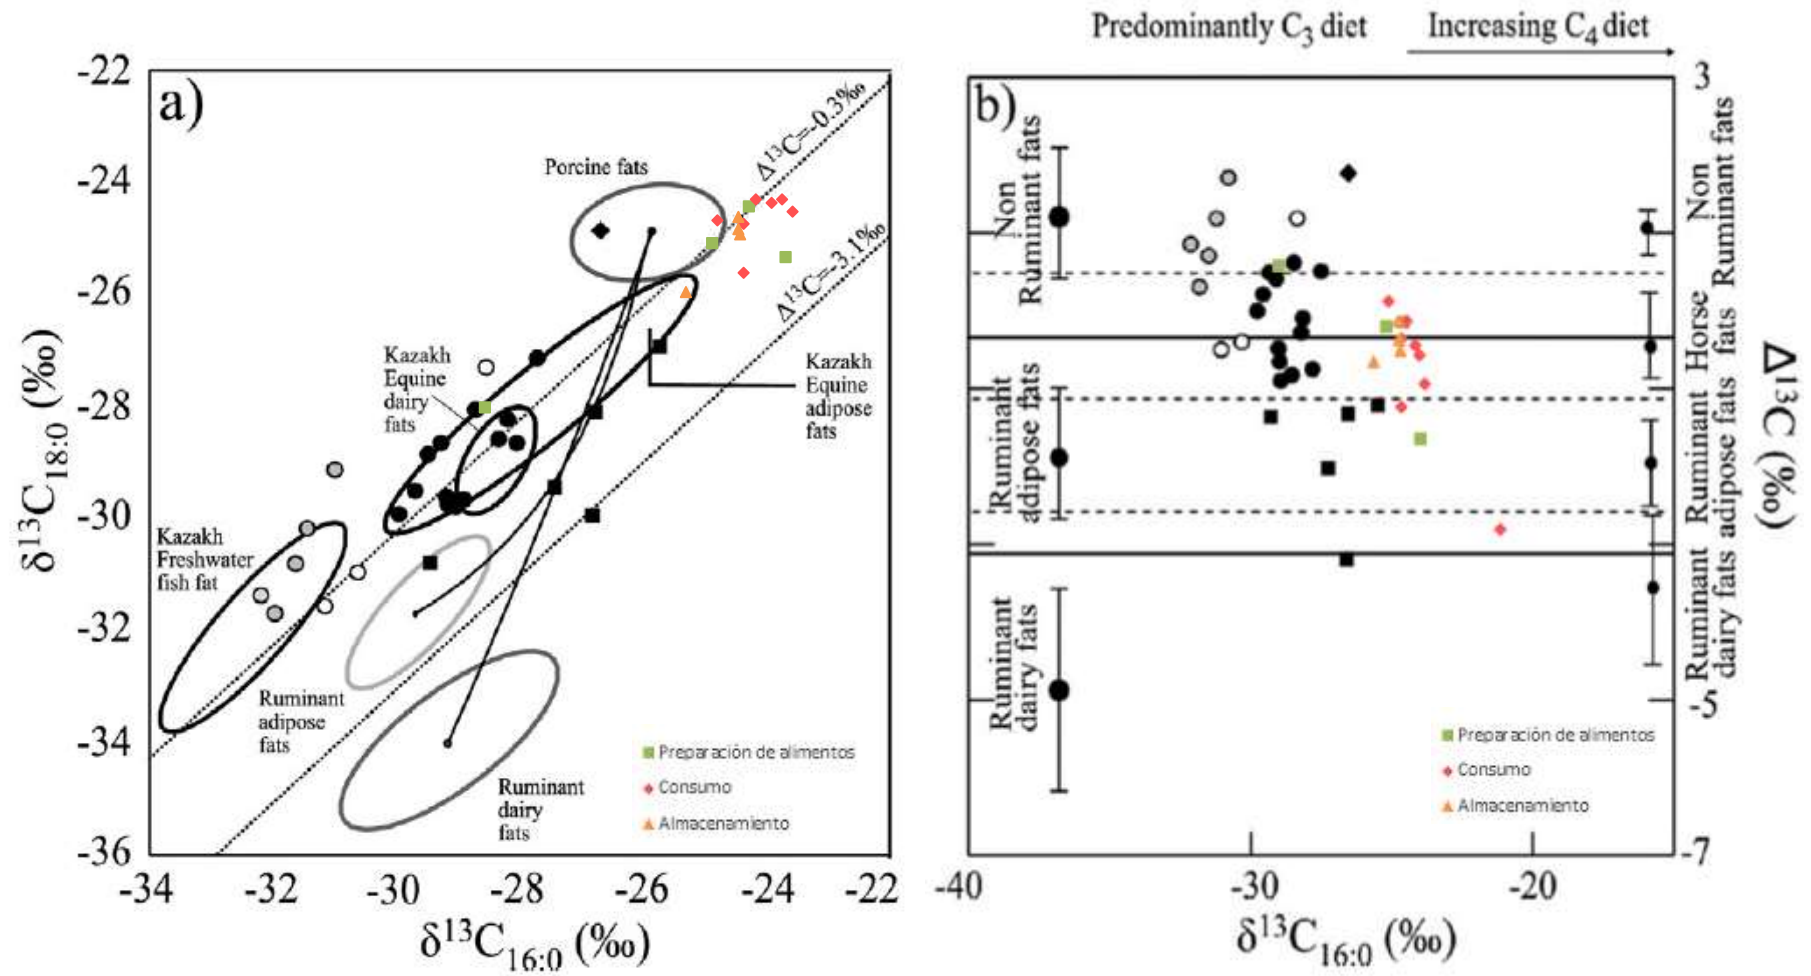 Predominantly C₃ diet
Increasing C₄ diet
a)
-22
-24
-26
-28
-30
-32
-34
-36
δ¹³C₁₈:₀ (‰)
Porcine fats
Δ¹³C=-0.3‰
Δ¹³C=-3.1‰
Kazakh
Equine
dairy
fats
Kazakh
Equine
adipose
fats
Kazakh
Freshwater
fish fat
Ruminant
adipose
fats
Ruminant
dairy
fats
Preparación de alimentos
Consumo
Almacenamiento
-34
-32
-30
-28
-26
-24
-22
δ¹³C₁₆:₀ (‰)
b)
Non
Ruminant fats
Ruminant
adipose fats
Ruminant
dairy fats
3
-5
-7
Non
Ruminant fats
Horse
fats
Ruminant
adipose fats
Ruminant
dairy fats
Δ¹³C (‰)
Preparación de alimentos
Consumo
Almacenamiento
-40
-30
-20
δ¹³C₁₆:₀ (‰)